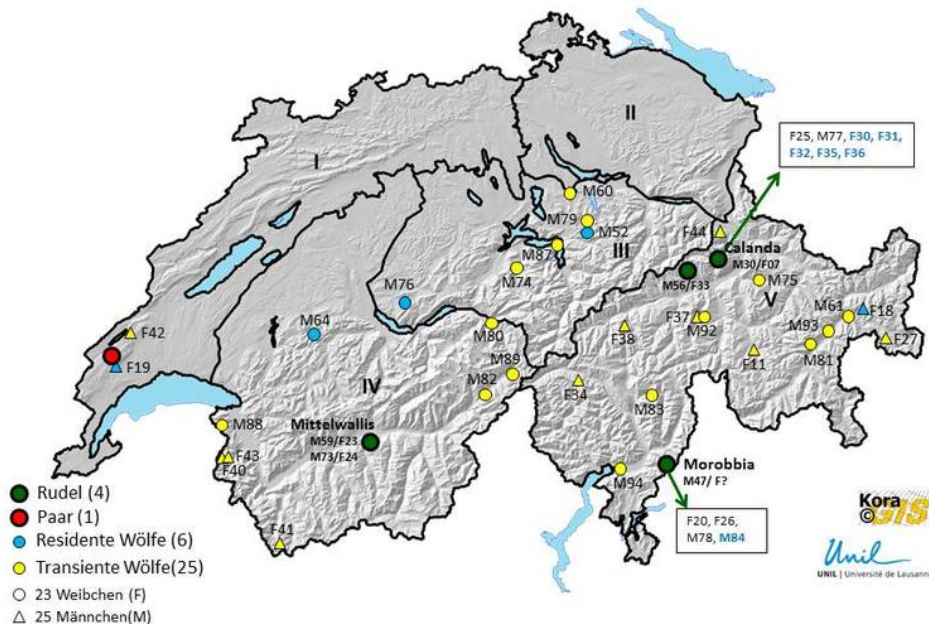 II
F25, M77, F30, F31,
F32, F35, F36
I
M60
M79
M52
F44
III
M87
Calanda
M30/F07
M74
M56/F33
M75
V
M76
M61
F18
F42
M64
F37
M92
M93
M80
F38
F27
F19
M81
F11
M89
IV
M82
F34
M83
M88
Mittelwallis
M59/F23
M73/F24
F43
F40
Morobbia
M47/ F?
M94
Rudel (4)
Paar (1)
Residente Wölfe (6)
Transiente Wölfe(25)
23 Weibchen (F)
25 Männchen(M)
F41
F20, F26,
M78, M84
Kora
©GIS
Unil
UNIL | Université de Lausanne